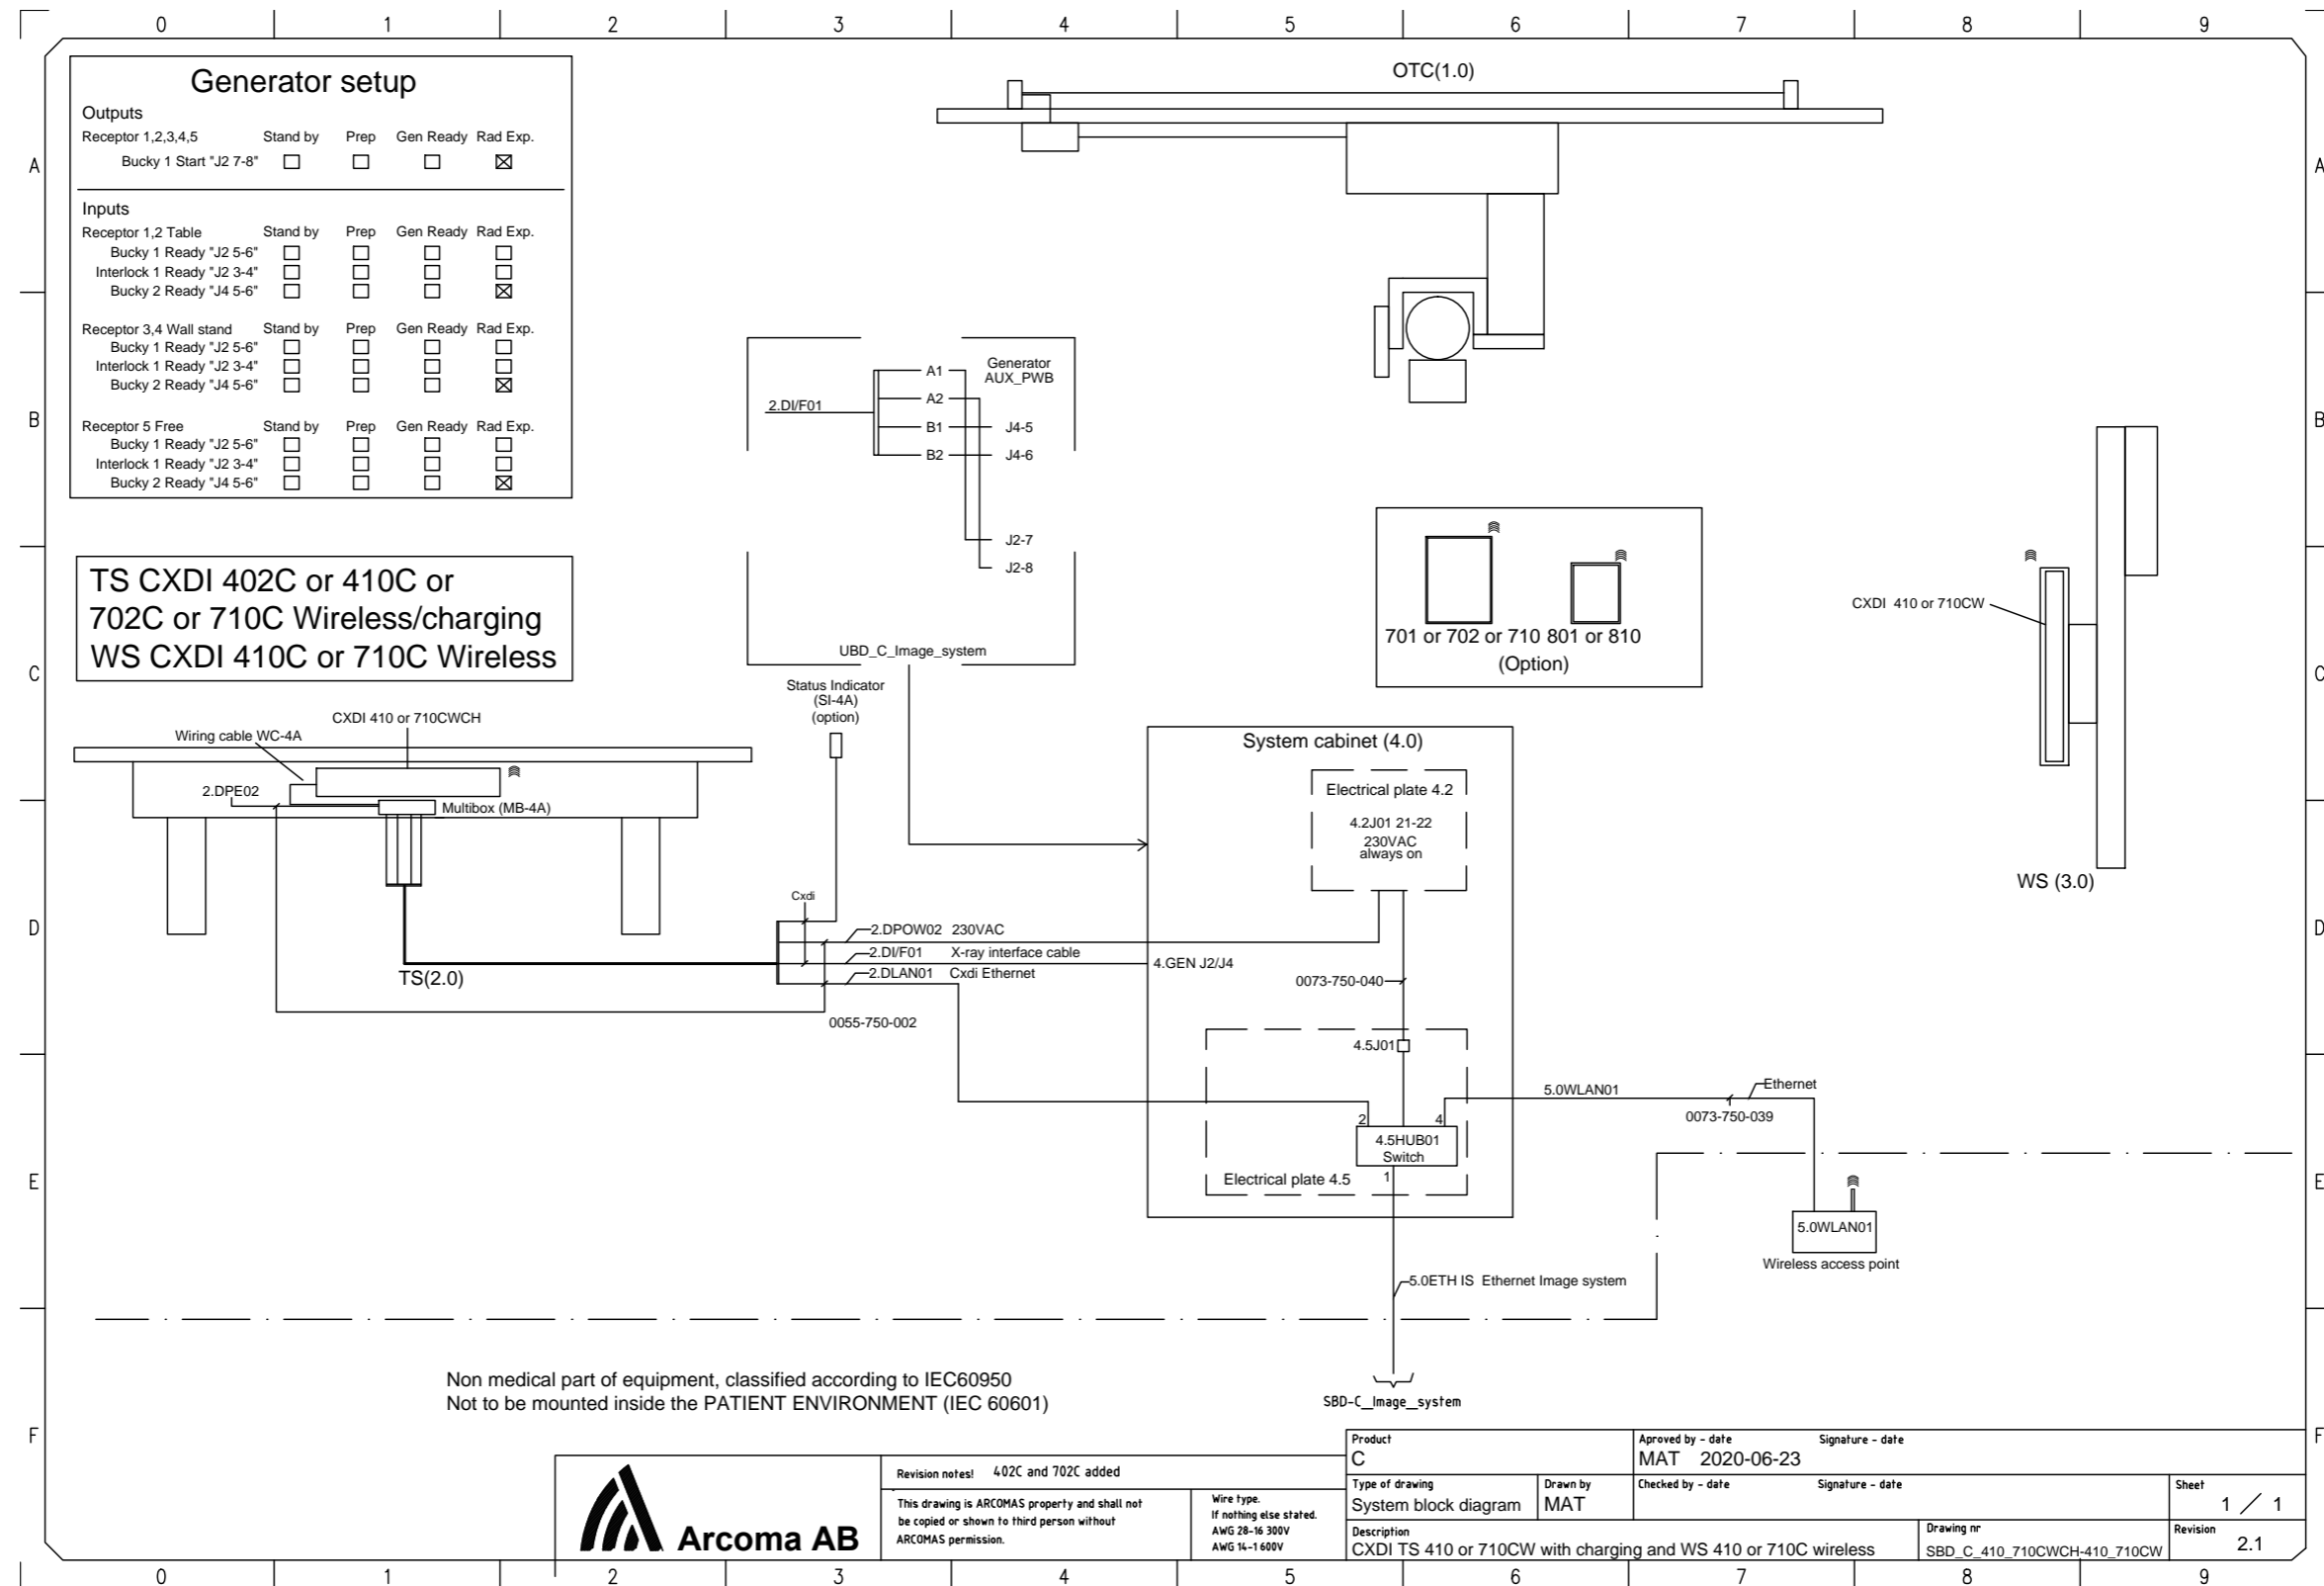 0 1 2 3 4 5 6 7 8 9
A
B
C
D
E
F
A
B
C
D
E
F
Generator setup
Outputs
Receptor 1,2,3,4,5 Stand by Prep Gen Ready Rad Exp.
Bucky 1 Start "J2 7-8"
Inputs
Receptor 1,2 Table Stand by Prep Gen Ready Rad Exp.
Bucky 1 Ready "J2 5-6"
Interlock 1 Ready "J2 3-4"
Bucky 2 Ready "J4 5-6"
Receptor 3,4 Wall stand Stand by Prep Gen Ready Rad Exp.
Bucky 1 Ready "J2 5-6"
Interlock 1 Ready "J2 3-4"
Bucky 2 Ready "J4 5-6"
Receptor 5 Free Stand by Prep Gen Ready Rad Exp.
Bucky 1 Ready "J2 5-6"
Interlock 1 Ready "J2 3-4"
Bucky 2 Ready "J4 5-6"
OTC(1.0)
2.DI/F01
A1
A2
B1
B2
Generator
AUX_PWB
J4-5
J4-6
J2-7
J2-8
UBD_C_Image_system
TS CXDI 402C or 410C or
702C or 710C Wireless/charging
WS CXDI 410C or 710C Wireless
701 or 702 or 710 801 or 810
(Option)
CXDI 410 or 710CW
WS (3.0)
Status Indicator
(SI-4A)
(option)
CXDI 410 or 710CWCH
Wiring cable WC-4A
2.DPE02
Multibox (MB-4A)
TS(2.0)
Cxdi
2.DPOW02 230VAC
2.DI/F01 X-ray interface cable
2.DLAN01 Cxdi Ethernet
0055-750-002
System cabinet (4.0)
Electrical plate 4.2
4.2J01 21-22
230VAC
always on
4.GEN J2/J4
0073-750-040
4.5J01
2 4
4.5HUB01
Switch
1
Electrical plate 4.5
5.0WLAN01
Ethernet
0073-750-039
5.0WLAN01
Wireless access point
5.0ETH IS Ethernet Image system
SBD-C_Image_system
Non medical part of equipment, classified according to IEC60950
Not to be mounted inside the PATIENT ENVIRONMENT (IEC 60601)
Arcoma AB
Revision notes! 402C and 702C added
This drawing is ARCOMAS property and shall not
be copied or shown to third person without
ARCOMAS permission.
Wire type.
If nothing else stated.
AWG 28-16 300V
AWG 14-1 600V
Product
C
Aproved by - date Signature - date
MAT 2020-06-23
Type of drawing
System block diagram
Drawn by
MAT
Checked by - date Signature - date
Sheet
1 / 1
Description
CXDI TS 410 or 710CW with charging and WS 410 or 710C wireless
Drawing nr
SBD_C_410_710CWCH-410_710CW
Revision
2.1
0 1 2 3 4 5 6 7 8 9